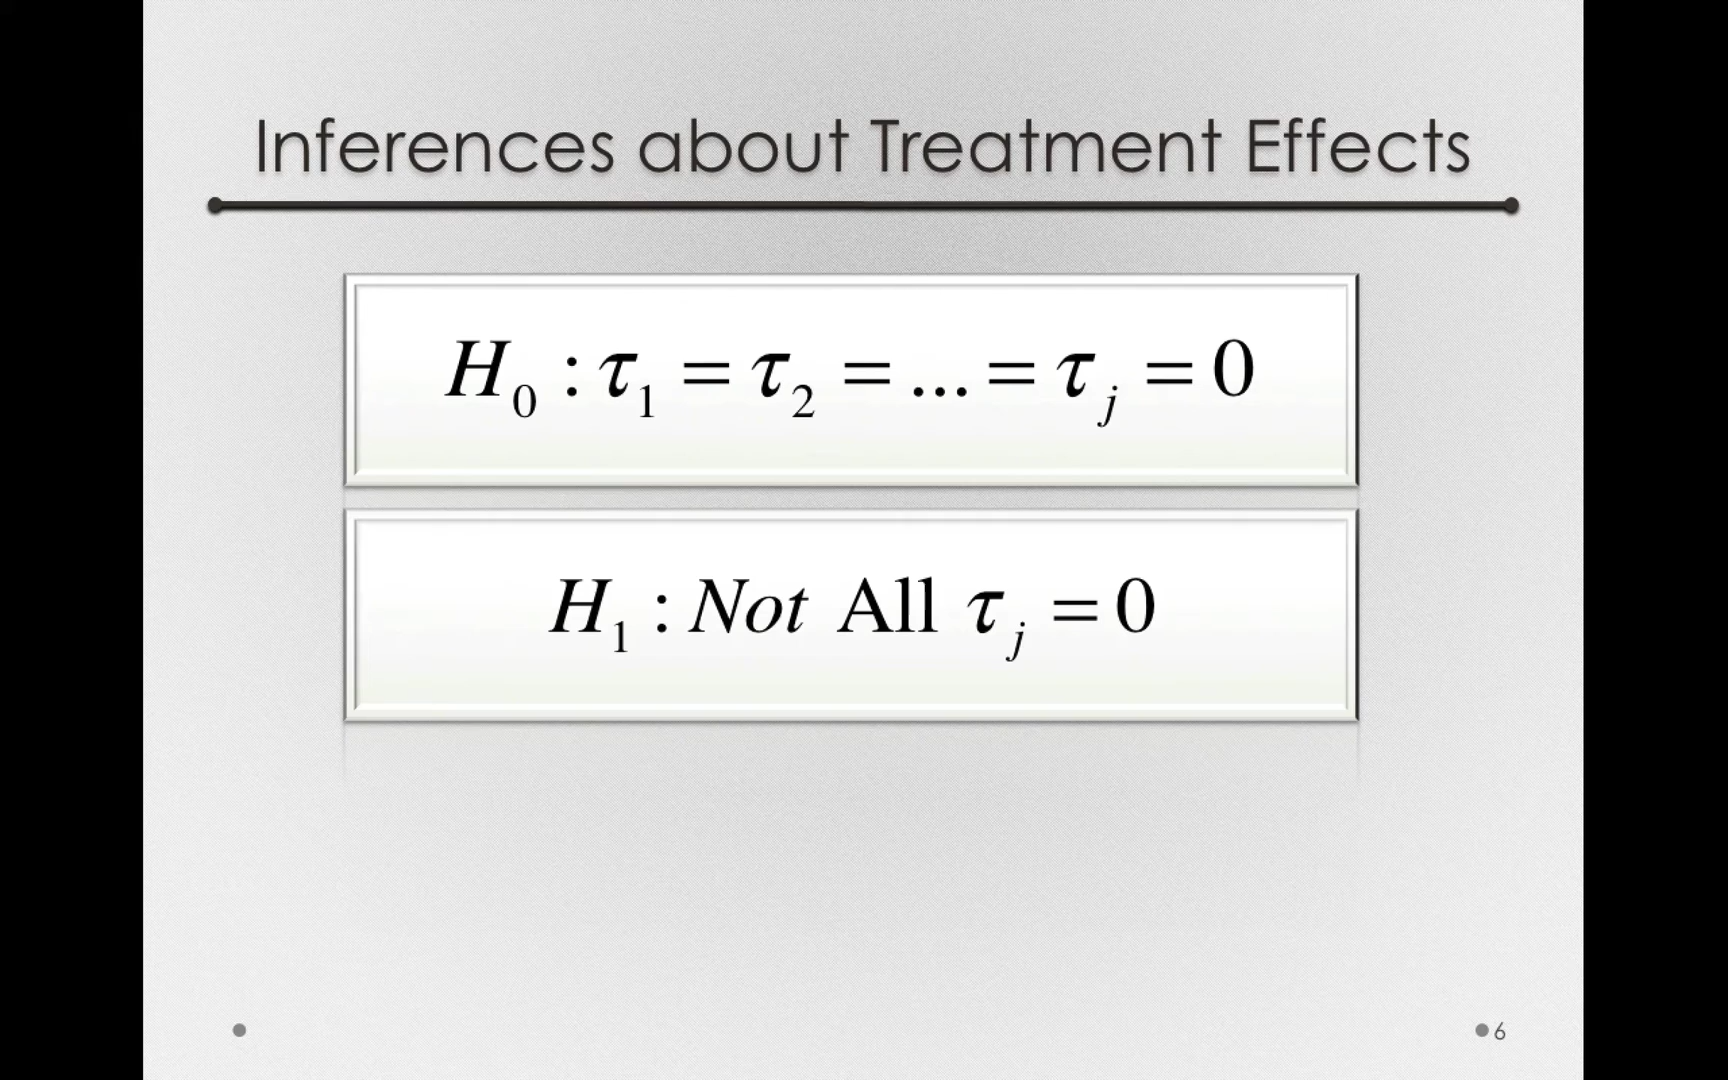 Inferences about Treatment Effects
H₀ : τ₁ = τ₂ = ... = τⱼ = 0
H₁ : Not All τⱼ = 0
6